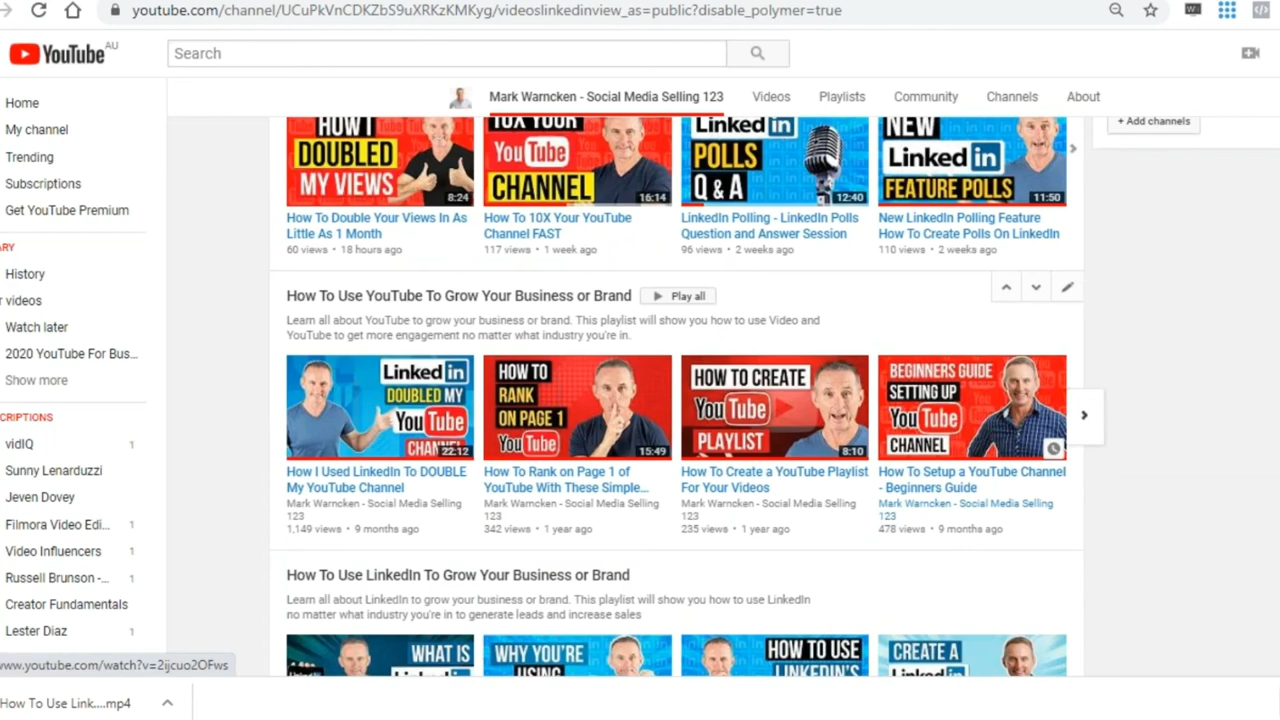 youtube.com/channel/UCuPkVnCDKZbS9uXRKzKMKyg/videoslinkedinview_as=public?disable_polymer=true
YouTube AU
Search
Mark Warncken - Social Media Selling 123 Videos Playlists Community Channels About
+ Add channels
Home
My channel
Trending
Subscriptions
Get YouTube Premium
ARY
History
r videos
Watch later
2020 YouTube For Bus...
Show more
CRIPTIONS
vidIQ 1
Sunny Lenarduzzi
Jeven Dovey
Filmora Video Edi... 1
Video Influencers 1
Russell Brunson -... 1
Creator Fundamentals
Lester Diaz 1
HOW I
DOUBLED
MY VIEWS
8:24
How To Double Your Views In As
Little As 1 Month
60 views • 18 hours ago
10X YOUR
YouTube
CHANNEL
16:14
How To 10X Your YouTube
Channel FAST
117 views • 1 week ago
Linked in
POLLS
Q & A
12:40
LinkedIn Polling - LinkedIn Polls
Question and Answer Session
96 views • 2 weeks ago
NEW
Linked in
FEATURE POLLS
11:50
New LinkedIn Polling Feature
How To Create Polls On LinkedIn
110 views • 2 weeks ago
How To Use YouTube To Grow Your Business or Brand Play all
Learn all about YouTube to grow your business or brand. This playlist will show you how to use Video and
YouTube to get more engagement no matter what industry you're in.
Linked in
DOUBLED MY
YouTube
CHANNEL
22:12
How I Used LinkedIn To DOUBLE
My YouTube Channel
Mark Warncken - Social Media Selling
123
1,149 views • 9 months ago
HOW TO
RANK
ON PAGE 1
YouTube
15:49
How To Rank on Page 1 of
YouTube With These Simple...
Mark Warncken - Social Media Selling
123
342 views • 1 year ago
HOW TO CREATE
YouTube
PLAYLIST
8:10
How To Create a YouTube Playlist
For Your Videos
Mark Warncken - Social Media Selling
123
235 views • 1 year ago
BEGINNERS GUIDE
SETTING UP
YouTube
CHANNEL
How To Setup a YouTube Channel
- Beginners Guide
Mark Warncken - Social Media Selling
123
478 views • 9 months ago
How To Use LinkedIn To Grow Your Business or Brand
Learn all about LinkedIn to grow your business or brand. This playlist will show you how to use LinkedIn
no matter what industry you're in to generate leads and increase sales
WHAT IS
Linked in
WHY YOU'RE
USING
HOW TO USE
LINKEDIN'S
CREATE A
Linked in
www.youtube.com/watch?v=2ijcuo2OFws
How To Use Link....mp4